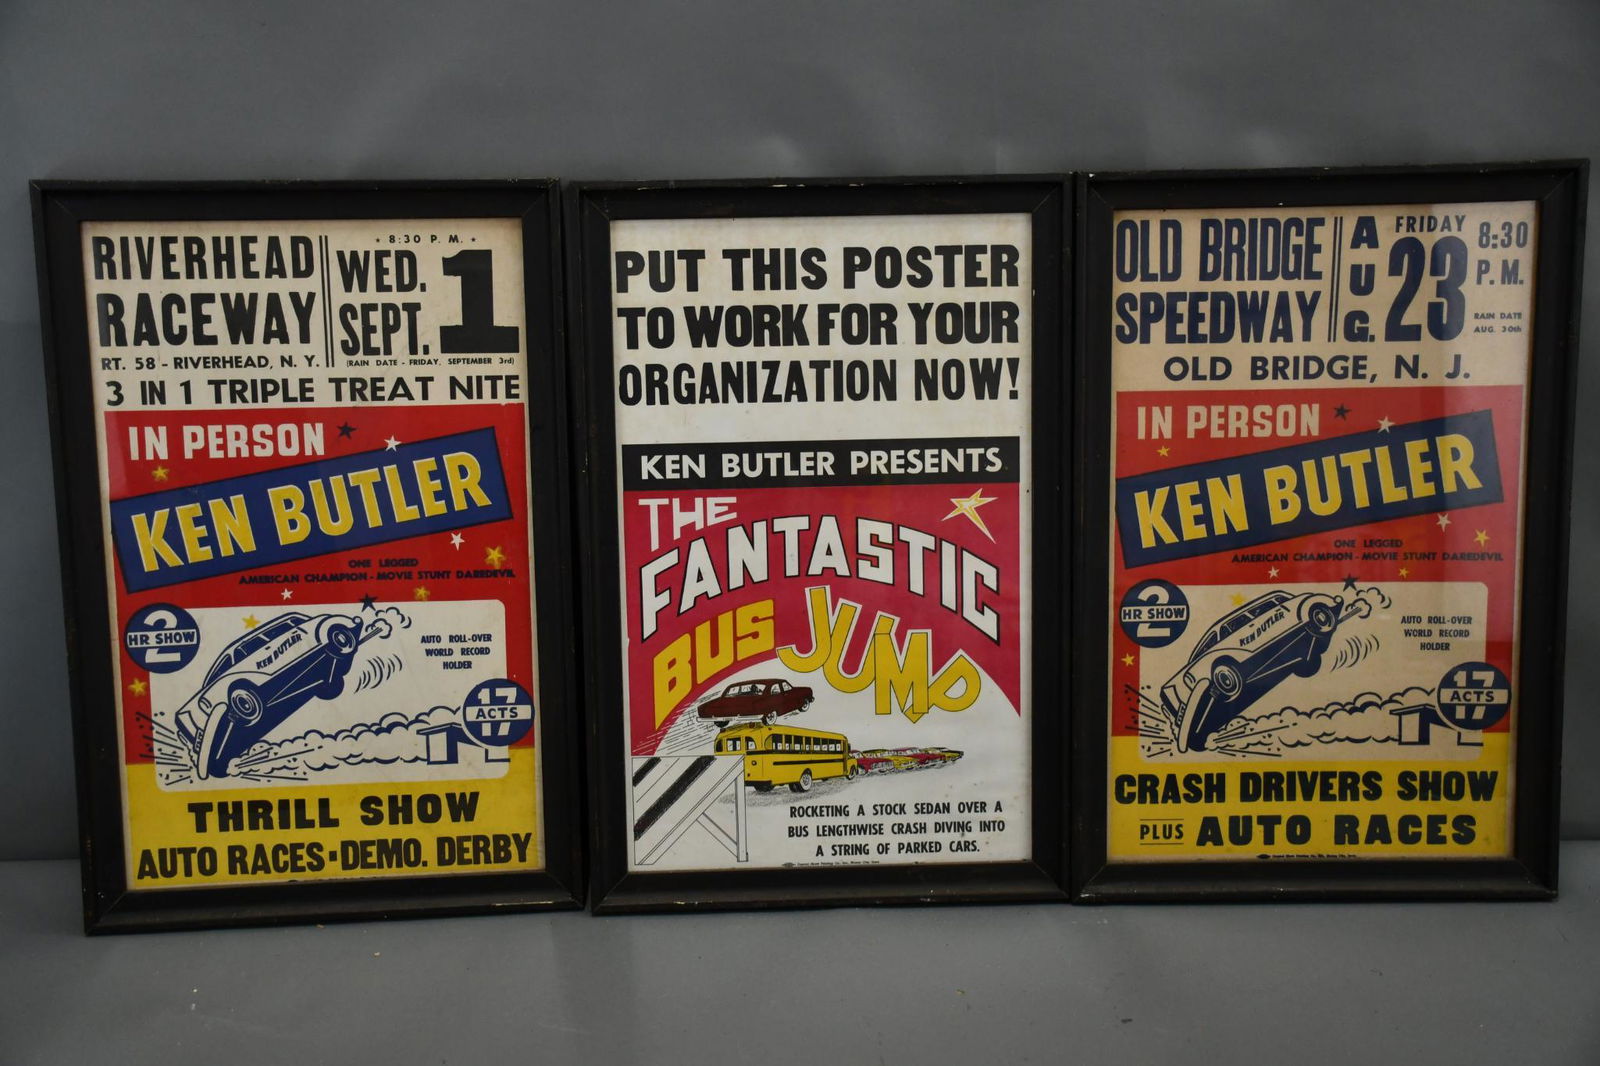 RIVERHEAD
RACEWAY
RT. 58 - RIVERHEAD, N. Y.
★ 8:30 P. M. ★
WED.
SEPT. 1
(RAIN DATE - FRIDAY, SEPTEMBER 3rd)
3 IN 1 TRIPLE TREAT NITE
IN PERSON
KEN BUTLER
ONE LEGGED
AMERICAN CHAMPION - MOVIE STUNT DAREDEVIL
2
HR SHOW
KEN BUTLER
AUTO ROLL-OVER
WORLD RECORD
HOLDER
17
ACTS
17
THRILL SHOW
AUTO RACES • DEMO. DERBY
PUT THIS POSTER
TO WORK FOR YOUR
ORGANIZATION NOW!
KEN BUTLER PRESENTS
THE
FANTASTIC
BUS JUMP
ROCKETING A STOCK SEDAN OVER A
BUS LENGTHWISE CRASH DIVING INTO
A STRING OF PARKED CARS.
OLD BRIDGE
SPEEDWAY
AUG.
FRIDAY
23
8:30
P. M.
RAIN DATE
AUG. 30th
OLD BRIDGE, N. J.
IN PERSON
KEN BUTLER
ONE LEGGED
AMERICAN CHAMPION - MOVIE STUNT DAREDEVIL
2
HR SHOW
KEN BUTLER
AUTO ROLL-OVER
WORLD RECORD
HOLDER
17
ACTS
17
CRASH DRIVERS SHOW
PLUS AUTO RACES